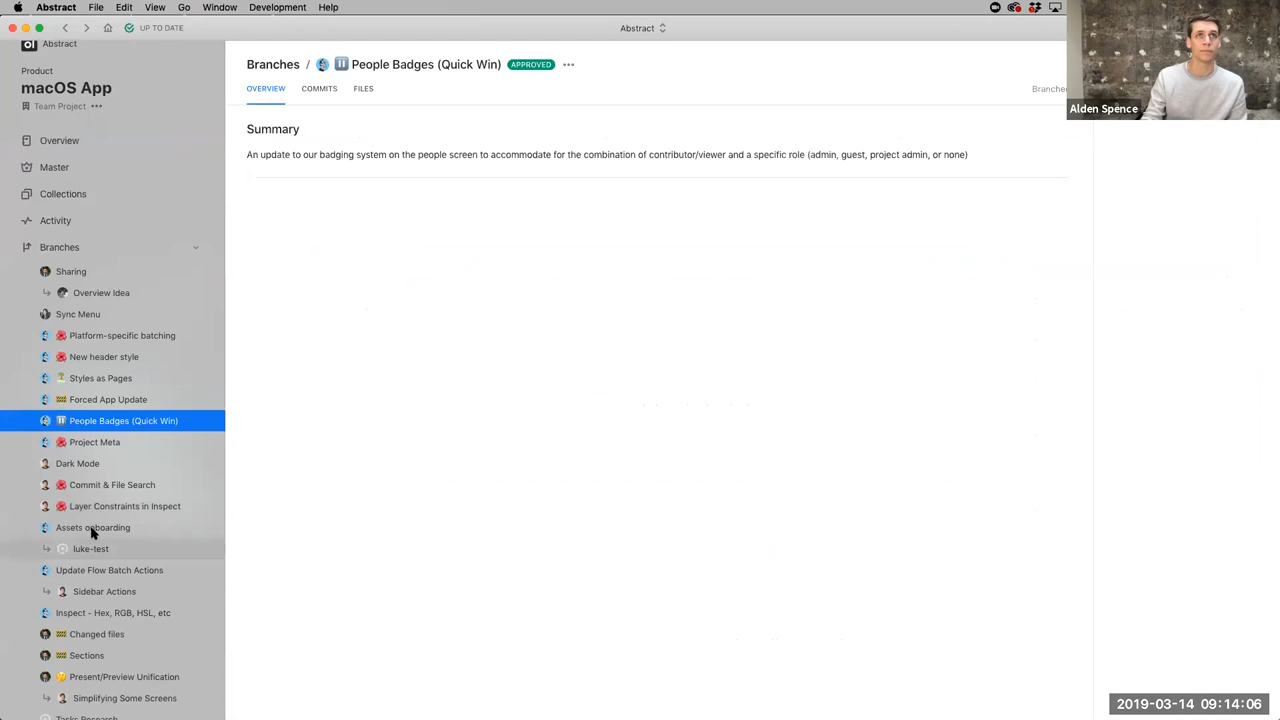 Abstract File Edit View Go Window Development Help
UP TO DATE
Abstract
Abstract
Product
macOS App
Team Project
Overview
Master
Collections
Activity
Branches
Sharing
Overview Idea
Sync Menu
Platform-specific batching
New header style
Styles as Pages
Forced App Update
People Badges (Quick Win)
Project Meta
Dark Mode
Commit & File Search
Layer Constraints in Inspect
Assets onboarding
luke-test
Update Flow Batch Actions
Sidebar Actions
Inspect - Hex, RGB, HSL, etc
Changed files
Sections
Present/Preview Unification
Simplifying Some Screens
Tasks Research
Branches / People Badges (Quick Win) APPROVED
OVERVIEW COMMITS FILES
Summary
An update to our badging system on the people screen to accommodate for the combination of contributor/viewer and a specific role (admin, guest, project admin, or none)
Alden Spence
2019-03-14 09:14:06